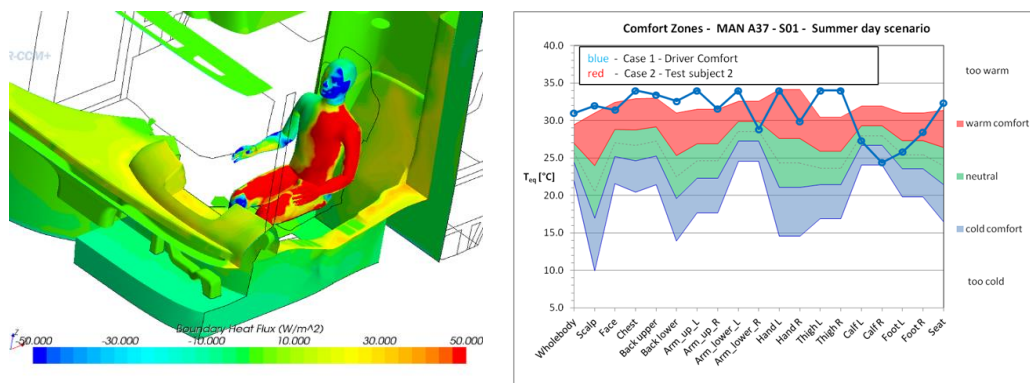 R-CCM+
Boundary Heat Flux (W/m^2)
-50.000 -30.000 -10.000 10.000 30.000 50.000
Comfort Zones - MAN A37 - S01 - Summer day scenario
blue - Case 1 - Driver Comfort
red - Case 2 - Test subject 2
40.0
35.0
30.0
25.0
20.0
15.0
10.0
5.0
Teq [°C]
too warm
warm comfort
neutral
cold comfort
too cold
Wholebody
Scalp
Face
Chest
Back upper
Back lower
Arm_up_L
Arm_up_R
Arm_lower_L
Arm_lower_R
Hand L
Hand R
Thigh L
Thigh R
Calf L
Calf R
Foot L
Foot R
Seat